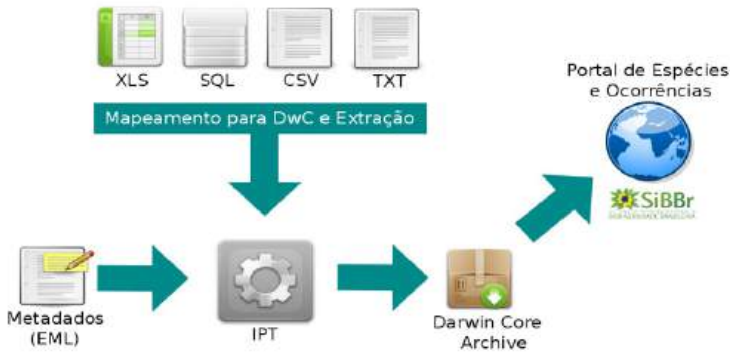 XLS SQL CSV TXT
Mapeamento para DwC e Extração
Portal de Espécies
e Ocorrências
SiBBr
Metadados
(EML)
IPT
Darwin Core
Archive